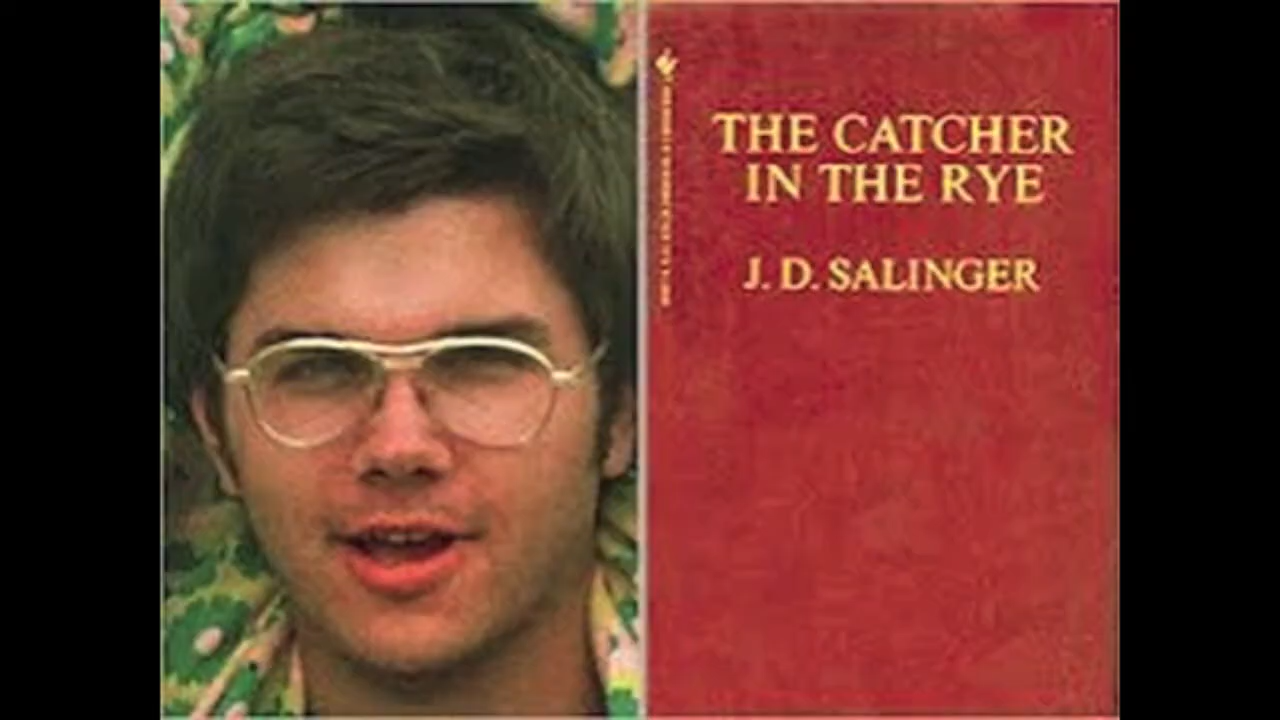 THE CATCHER
IN THE RYE
J. D. SALINGER